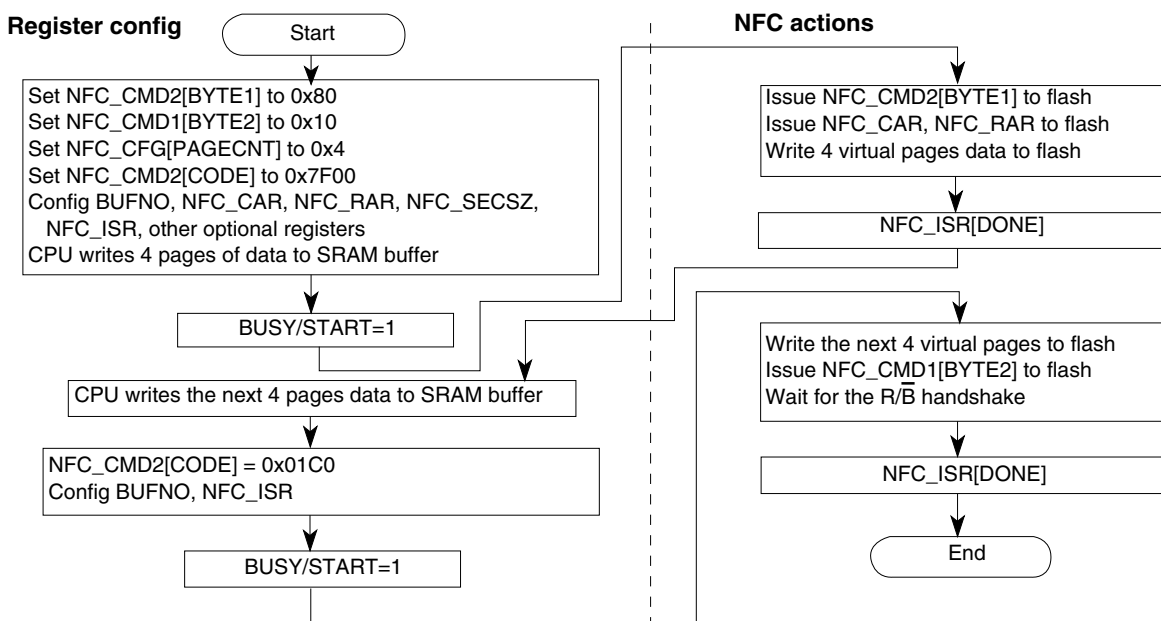 Register config
Start
Set NFC_CMD2[BYTE1] to 0x80
Set NFC_CMD1[BYTE2] to 0x10
Set NFC_CFG[PAGECNT] to 0x4
Set NFC_CMD2[CODE] to 0x7F00
Config BUFNO, NFC_CAR, NFC_RAR, NFC_SECSZ,
NFC_ISR, other optional registers
CPU writes 4 pages of data to SRAM buffer
BUSY/START=1
CPU writes the next 4 pages data to SRAM buffer
NFC_CMD2[CODE] = 0x01C0
Config BUFNO, NFC_ISR
BUSY/START=1
NFC actions
Issue NFC_CMD2[BYTE1] to flash
Issue NFC_CAR, NFC_RAR to flash
Write 4 virtual pages data to flash
NFC_ISR[DONE]
Write the next 4 virtual pages to flash
Issue NFC_CMD1[BYTE2] to flash
Wait for the R/B̅ handshake
NFC_ISR[DONE]
End